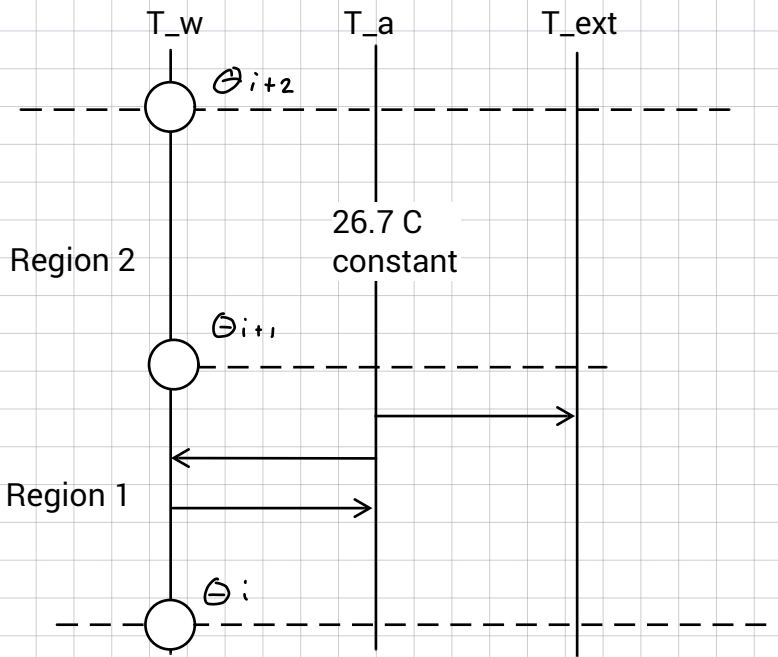 T_w T_a T_ext
Θi+2
26.7 C
constant
Region 2
Θi+1
Region 1
Θi